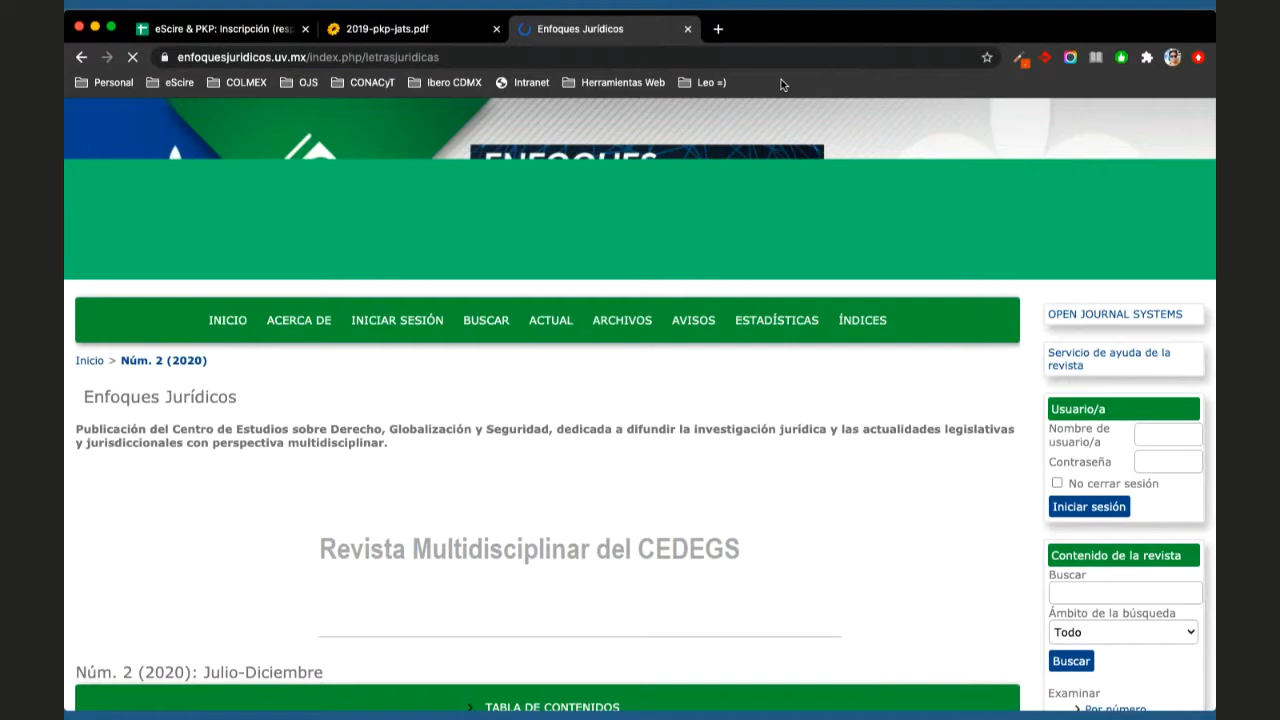 eScire & PKP: Inscripción (resp
2019-pkp-jats.pdf
Enfoques Jurídicos
enfoquesjuridicos.uv.mx/index.php/letrasjuridicas
Personal
eScire
COLMEX
OJS
CONACyT
Ibero CDMX
Intranet
Herramientas Web
Leo =)
ENFOQUES
INICIO
ACERCA DE
INICIAR SESIÓN
BUSCAR
ACTUAL
ARCHIVOS
AVISOS
ESTADÍSTICAS
ÍNDICES
Inicio > Núm. 2 (2020)
Enfoques Jurídicos
Publicación del Centro de Estudios sobre Derecho, Globalización y Seguridad, dedicada a difundir la investigación jurídica y las actualidades legislativas
y jurisdiccionales con perspectiva multidisciplinar.
Revista Multidisciplinar del CEDEGS
Núm. 2 (2020): Julio-Diciembre
TABLA DE CONTENIDOS
OPEN JOURNAL SYSTEMS
Servicio de ayuda de la
revista
Usuario/a
Nombre de
usuario/a
Contraseña
No cerrar sesión
Iniciar sesión
Contenido de la revista
Buscar
Ámbito de la búsqueda
Todo
Buscar
Examinar
Por número